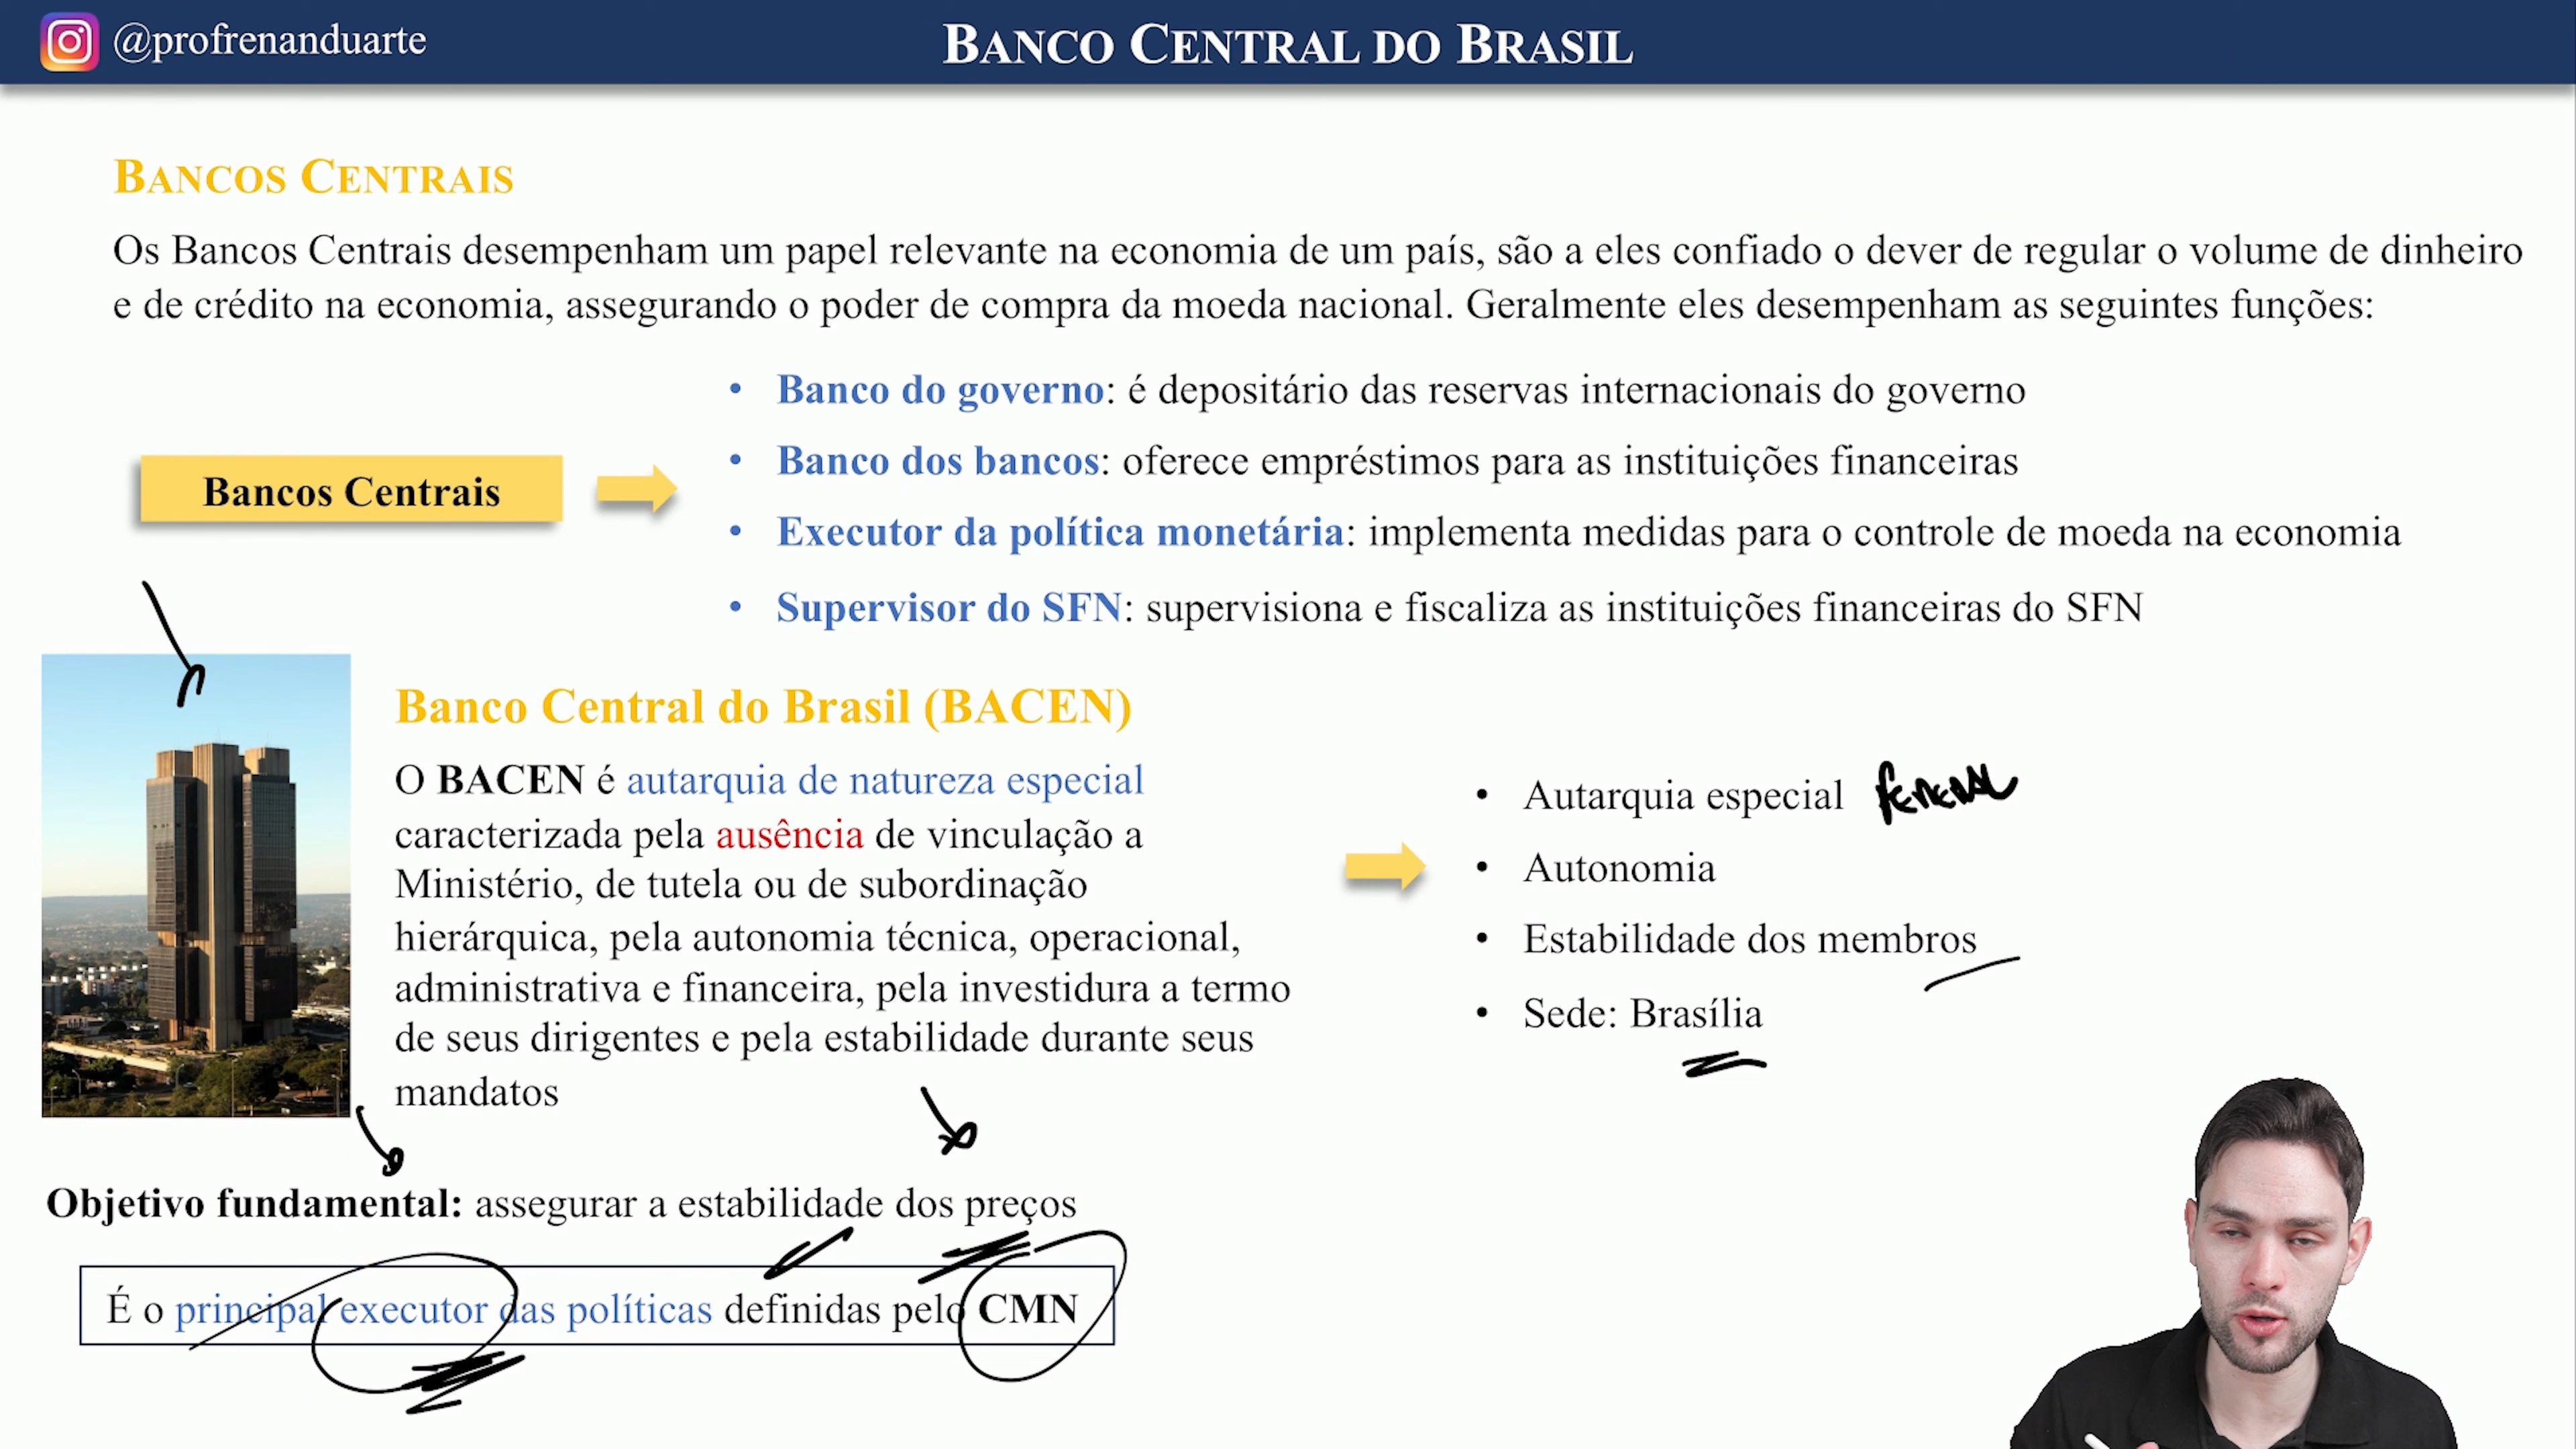 @profrenanduarte
BANCO CENTRAL DO BRASIL
BANCOS CENTRAIS
Os Bancos Centrais desempenham um papel relevante na economia de um país, são a eles confiado o dever de regular o volume de dinheiro
e de crédito na economia, assegurando o poder de compra da moeda nacional. Geralmente eles desempenham as seguintes funções:
Bancos Centrais
• Banco do governo: é depositário das reservas internacionais do governo
• Banco dos bancos: oferece empréstimos para as instituições financeiras
• Executor da política monetária: implementa medidas para o controle de moeda na economia
• Supervisor do SFN: supervisiona e fiscaliza as instituições financeiras do SFN
Banco Central do Brasil (BACEN)
O BACEN é autarquia de natureza especial
caracterizada pela ausência de vinculação a
Ministério, de tutela ou de subordinação
hierárquica, pela autonomia técnica, operacional,
administrativa e financeira, pela investidura a termo
de seus dirigentes e pela estabilidade durante seus
mandatos
• Autarquia especial FEDERAL
• Autonomia
• Estabilidade dos membros
• Sede: Brasília
Objetivo fundamental: assegurar a estabilidade dos preços
É o principal executor das políticas definidas pelo CMN